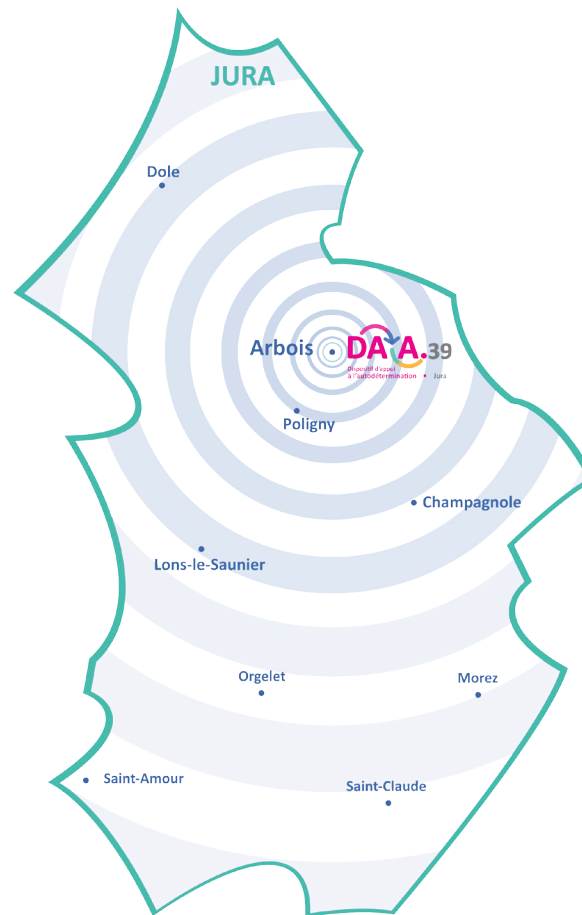 JURA
Dole
Arbois
DAA.39
Dispositif d'appui
à l'autodétermination • Jura
Poligny
Champagnole
Lons-le-Saunier
Orgelet
Morez
Saint-Amour
Saint-Claude